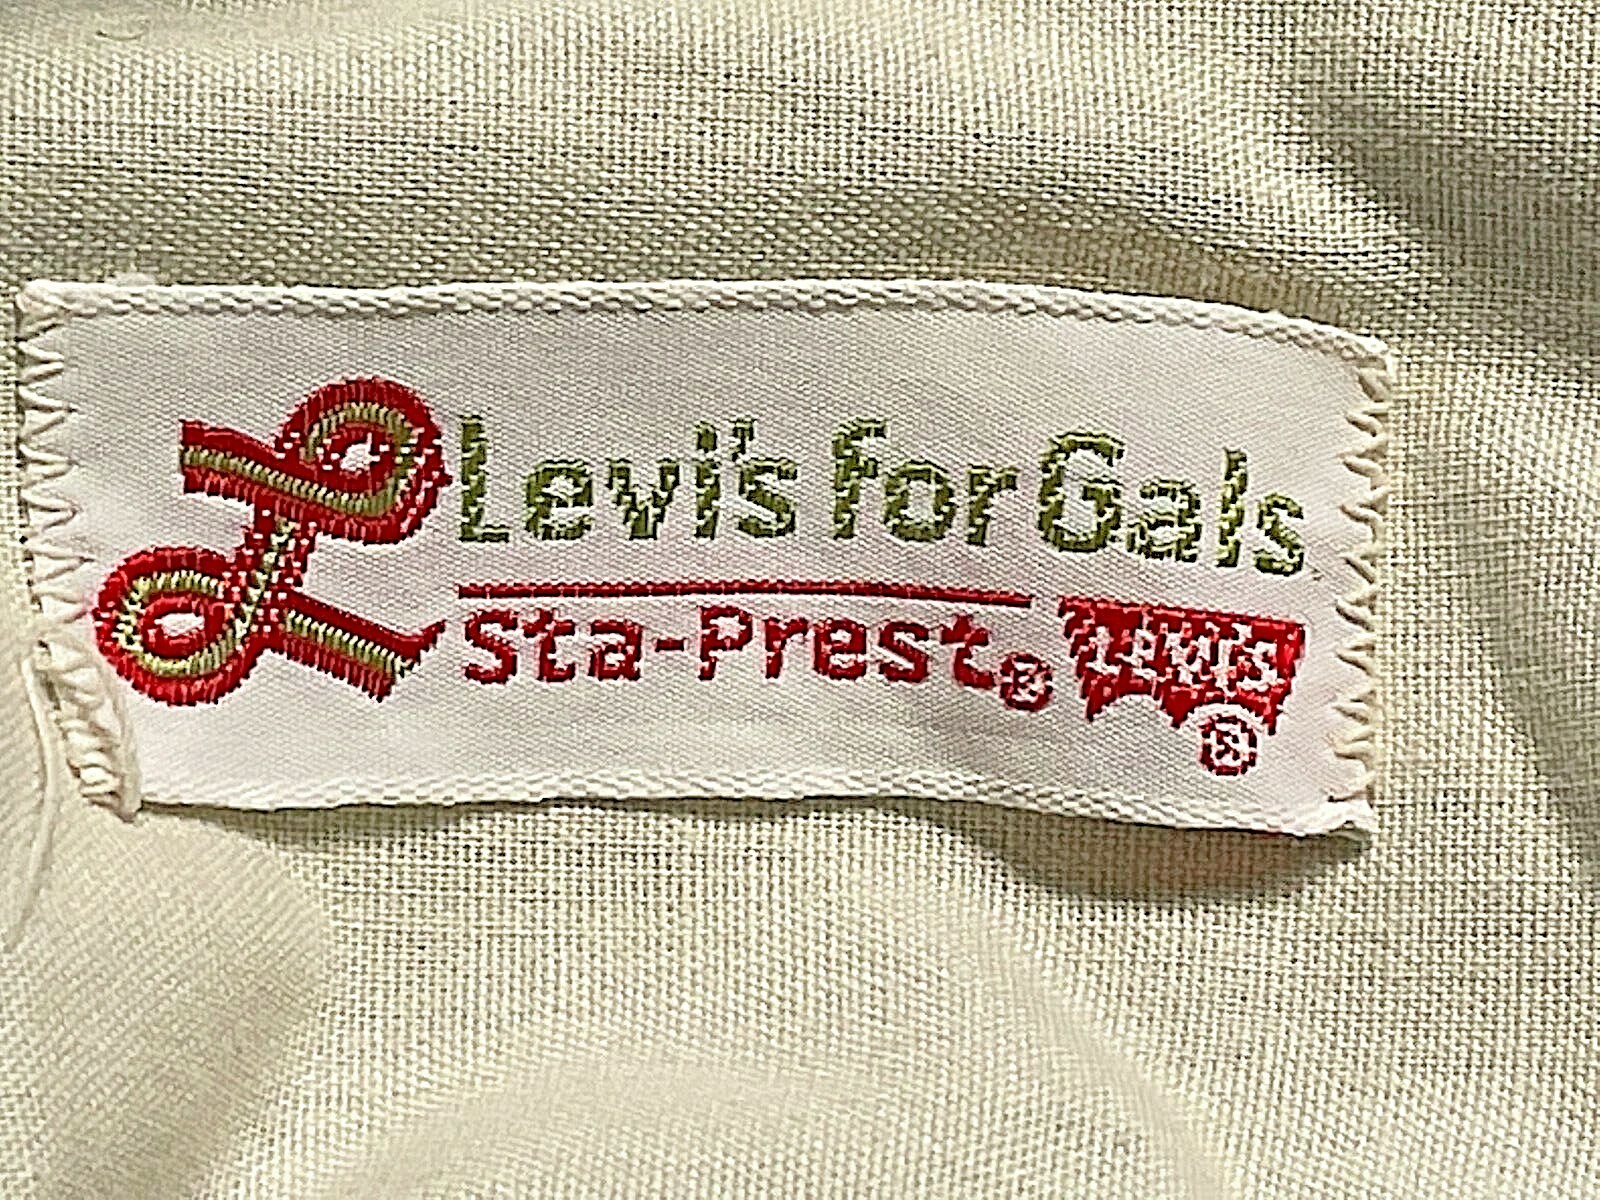 L Levi's For Gals
Sta-Prest®
Levi's
®